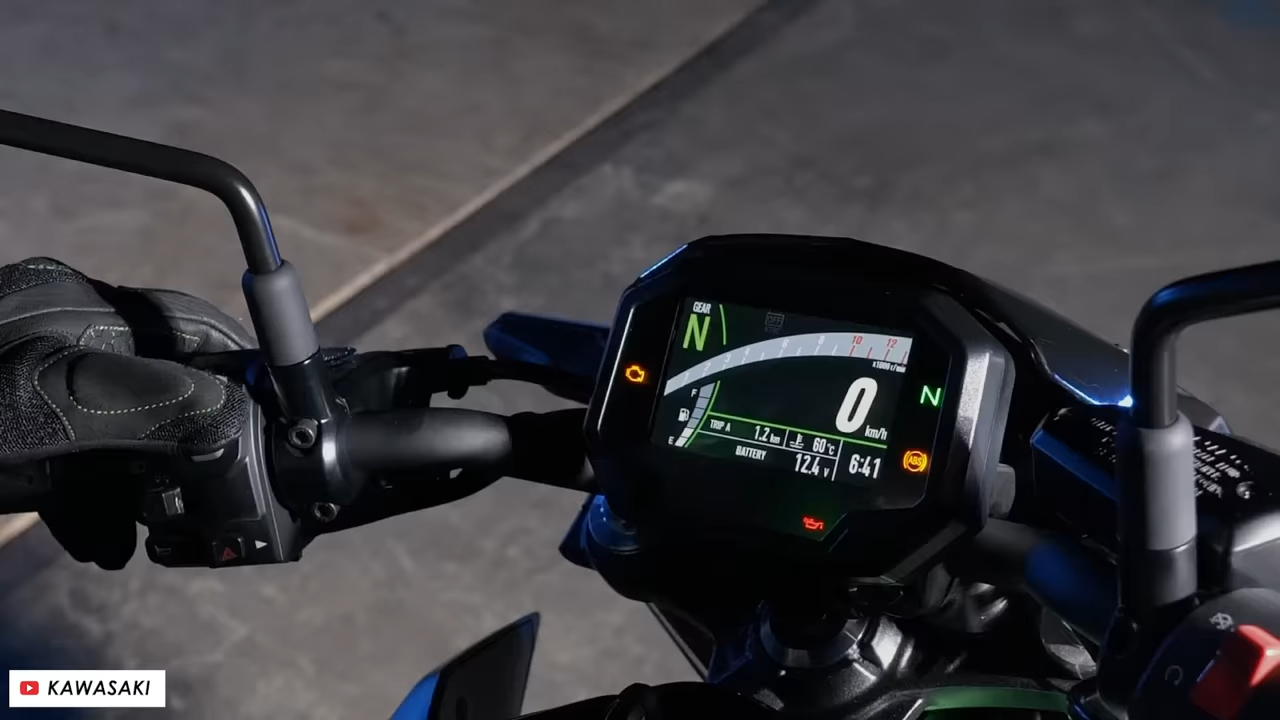 GEAR
N
10 12
x1000 r/min
0
km/h
N
F
E
TRIP A 1.2 km 60 °C
BATTERY 12.4 V 6:41
ABS
KAWASAKI